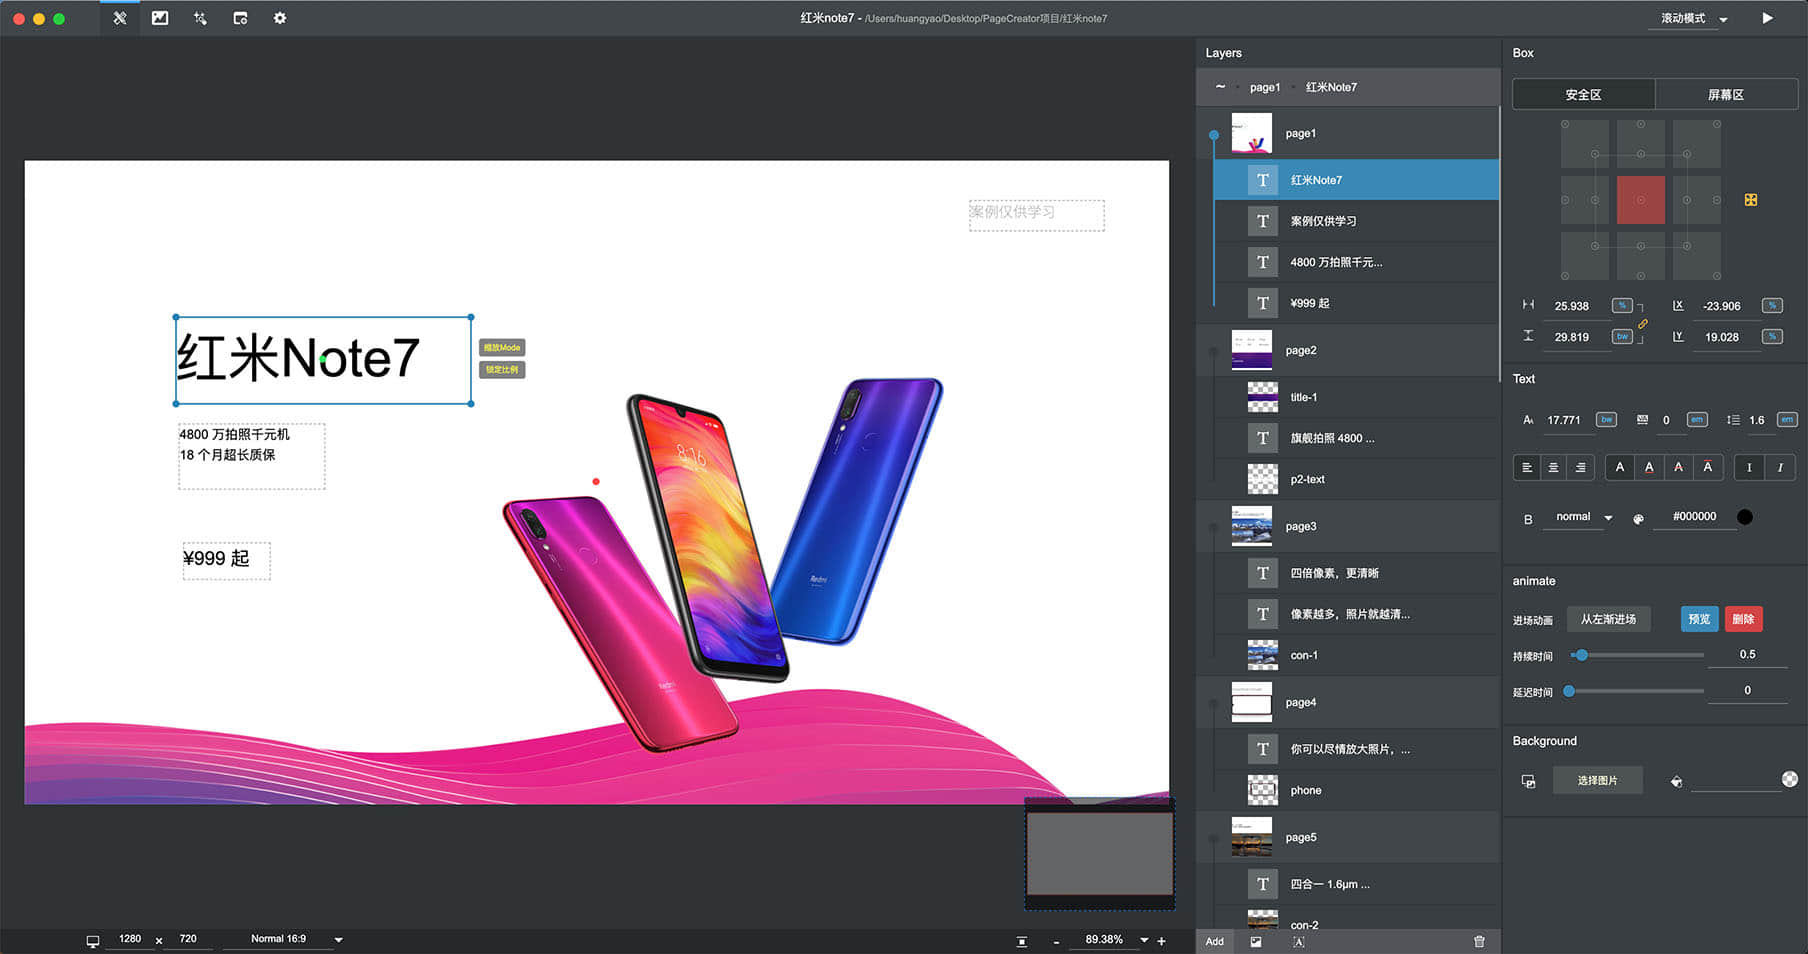 红米note7 - /Users/huangyao/Desktop/PageCreator项目/红米note7
滚动模式
案例仅供学习
红米Note7
缩放Mode
锁定比例
4800 万拍照千元机
18 个月超长质保
¥999 起
8:16
Redmi
Redmi
1280 × 720
Normal 16:9
- 89.38% +
Layers
~ page1 红米Note7
page1
T 红米Note7
T 案例仅供学习
T 4800 万拍照千元...
T ¥999 起
page2
title-1
T 旗舰拍照 4800 ...
p2-text
page3
T 四倍像素，更清晰
T 像素越多，照片就越清...
con-1
page4
T 你可以尽情放大照片，...
phone
page5
T 四合一 1.6μm ...
con-2
Add
Box
安全区
屏幕区
25.938 % X -23.906 %
29.819 bw Y 19.028 %
Text
17.771 bw 0 em 1.6 em
A A A A I I
B normal #000000
animate
进场动画 从左渐进场 预览 删除
持续时间 0.5
延迟时间 0
Background
选择图片